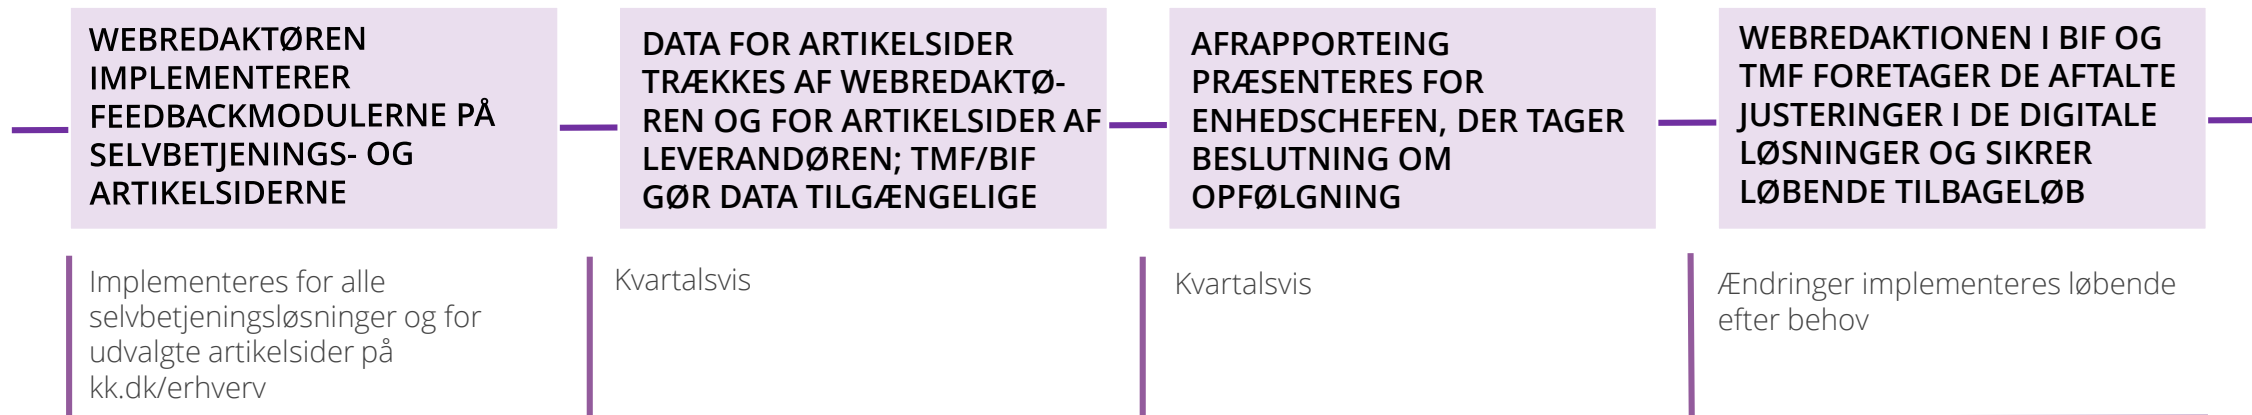 WEBREDAKTØREN
IMPLEMENTERER
FEEDBACKMODULERNE PÅ
SELVBETJENINGS- OG
ARTIKELSIDERNE
Implementeres for alle
selvbetjeningsløsninger og for
udvalgte artikelsider på
kk.dk/erhverv
DATA FOR ARTIKELSIDER
TRÆKKES AF WEBREDAKTØ-
REN OG FOR ARTIKELSIDER AF
LEVERANDØREN; TMF/BIF
GØR DATA TILGÆNGELIGE
Kvartalsvis
AFRAPPORTEING
PRÆSENTERES FOR
ENHEDSCHEFEN, DER TAGER
BESLUTNING OM
OPFØLGNING
Kvartalsvis
WEBREDAKTIONEN I BIF OG
TMF FORETAGER DE AFTALTE
JUSTERINGER I DE DIGITALE
LØSNINGER OG SIKRER
LØBENDE TILBAGELØB
Ændringer implementeres løbende
efter behov